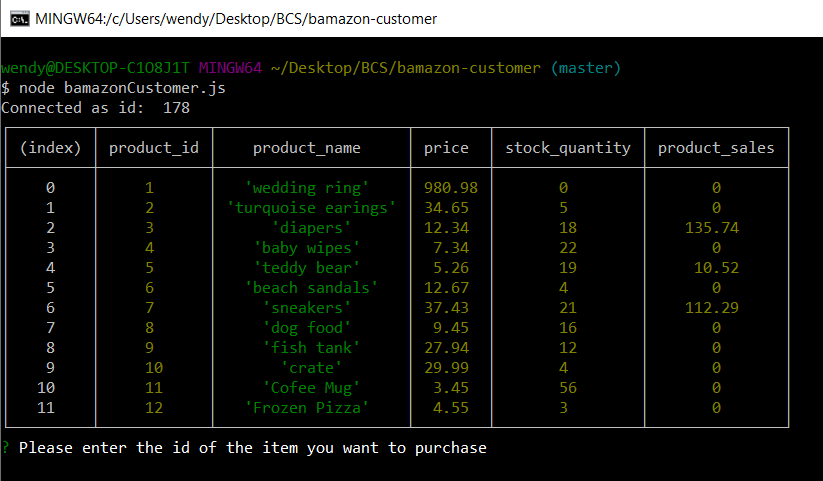 MINGW64:/c/Users/wendy/Desktop/BCS/bamazon-customer
wendy@DESKTOP-C1O8J1T MINGW64 ~/Desktop/BCS/bamazon-customer (master)
$ node bamazonCustomer.js
Connected as id:  178
(index) product_id product_name price stock_quantity product_sales
0 1 'wedding ring' 980.98 0 0
1 2 'turquoise earings' 34.65 5 0
2 3 'diapers' 12.34 18 135.74
3 4 'baby wipes' 7.34 22 0
4 5 'teddy bear' 5.26 19 10.52
5 6 'beach sandals' 12.67 4 0
6 7 'sneakers' 37.43 21 112.29
7 8 'dog food' 9.45 16 0
8 9 'fish tank' 27.94 12 0
9 10 'crate' 29.99 4 0
10 11 'Cofee Mug' 3.45 56 0
11 12 'Frozen Pizza' 4.55 3 0
? Please enter the id of the item you want to purchase